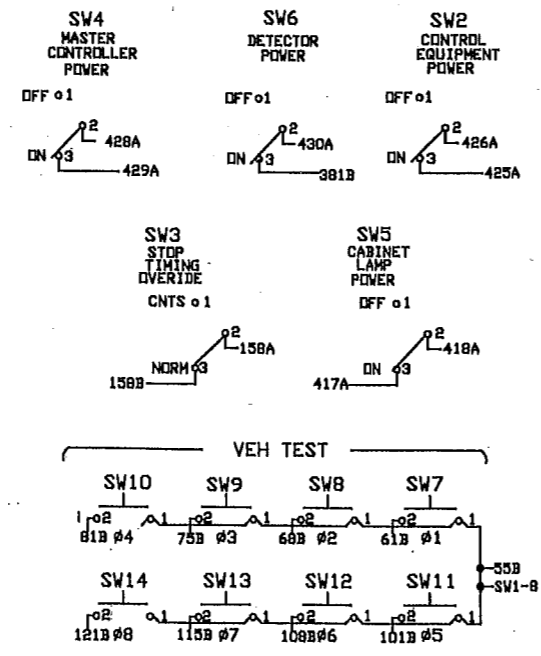 SW4
MASTER
CONTROLLER
POWER
OFF 1
2
428A
ON 3
429A
SW6
DETECTOR
POWER
OFF 1
2
430A
ON 3
381B
SW2
CONTROL
EQUIPMENT
POWER
OFF 1
2
426A
ON 3
425A
SW3
STOP
TIMING
OVERIDE
CNTS 1
2
158A
NORM 3
158B
SW5
CABINET
LAMP
POWER
OFF 1
2
418A
ON 3
417A
VEH TEST
SW10 SW9 SW8 SW7
2 1 2 1 2 1 2 1
81B Ø4 75B Ø3 68B Ø2 61B Ø1
55B
SW1-8
SW14 SW13 SW12 SW11
2 1 2 1 2 1 2 1
121B Ø8 115B Ø7 108B Ø6 101B Ø5